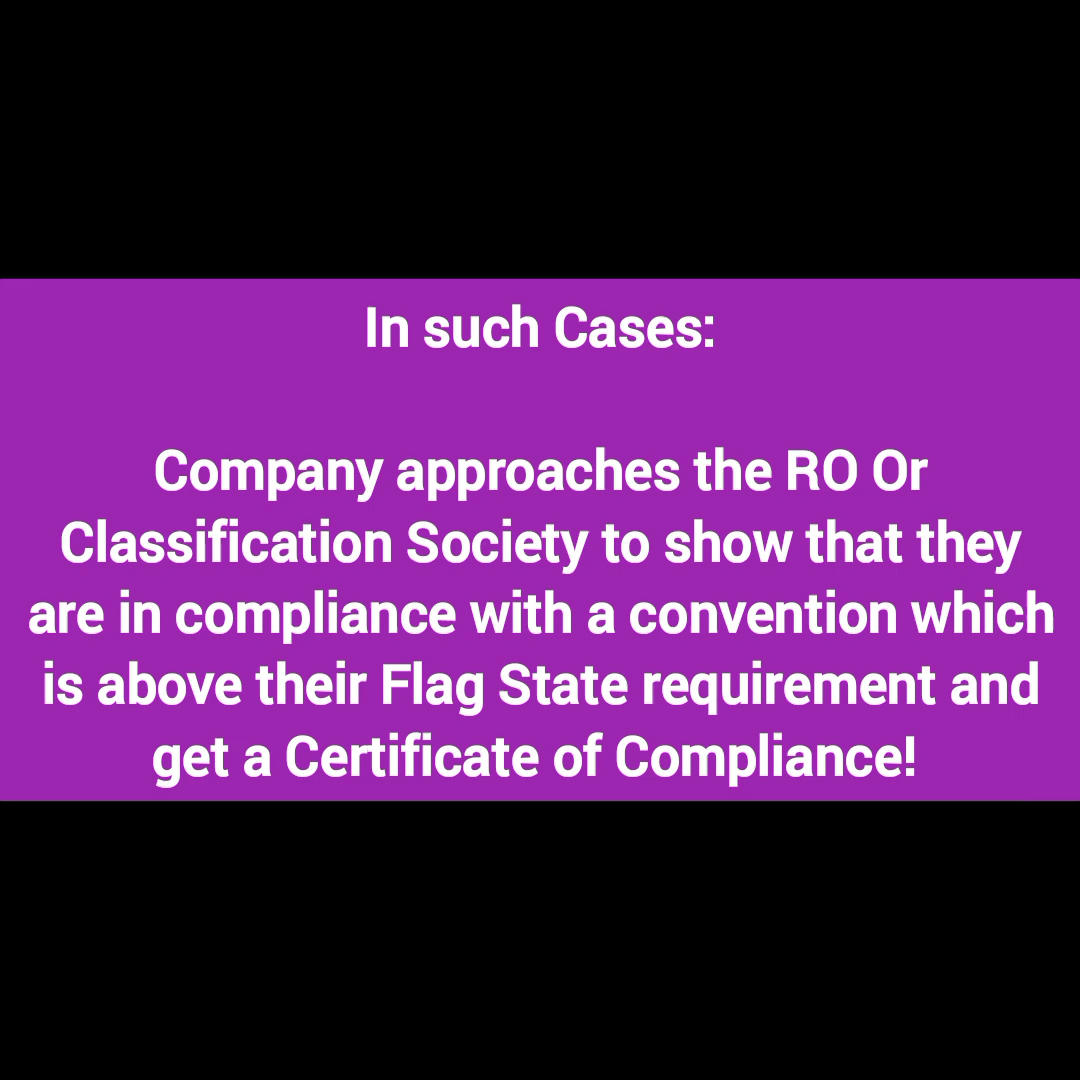 In such Cases:
Company approaches the RO Or
Classification Society to show that they
are in compliance with a convention which
is above their Flag State requirement and
get a Certificate of Compliance!